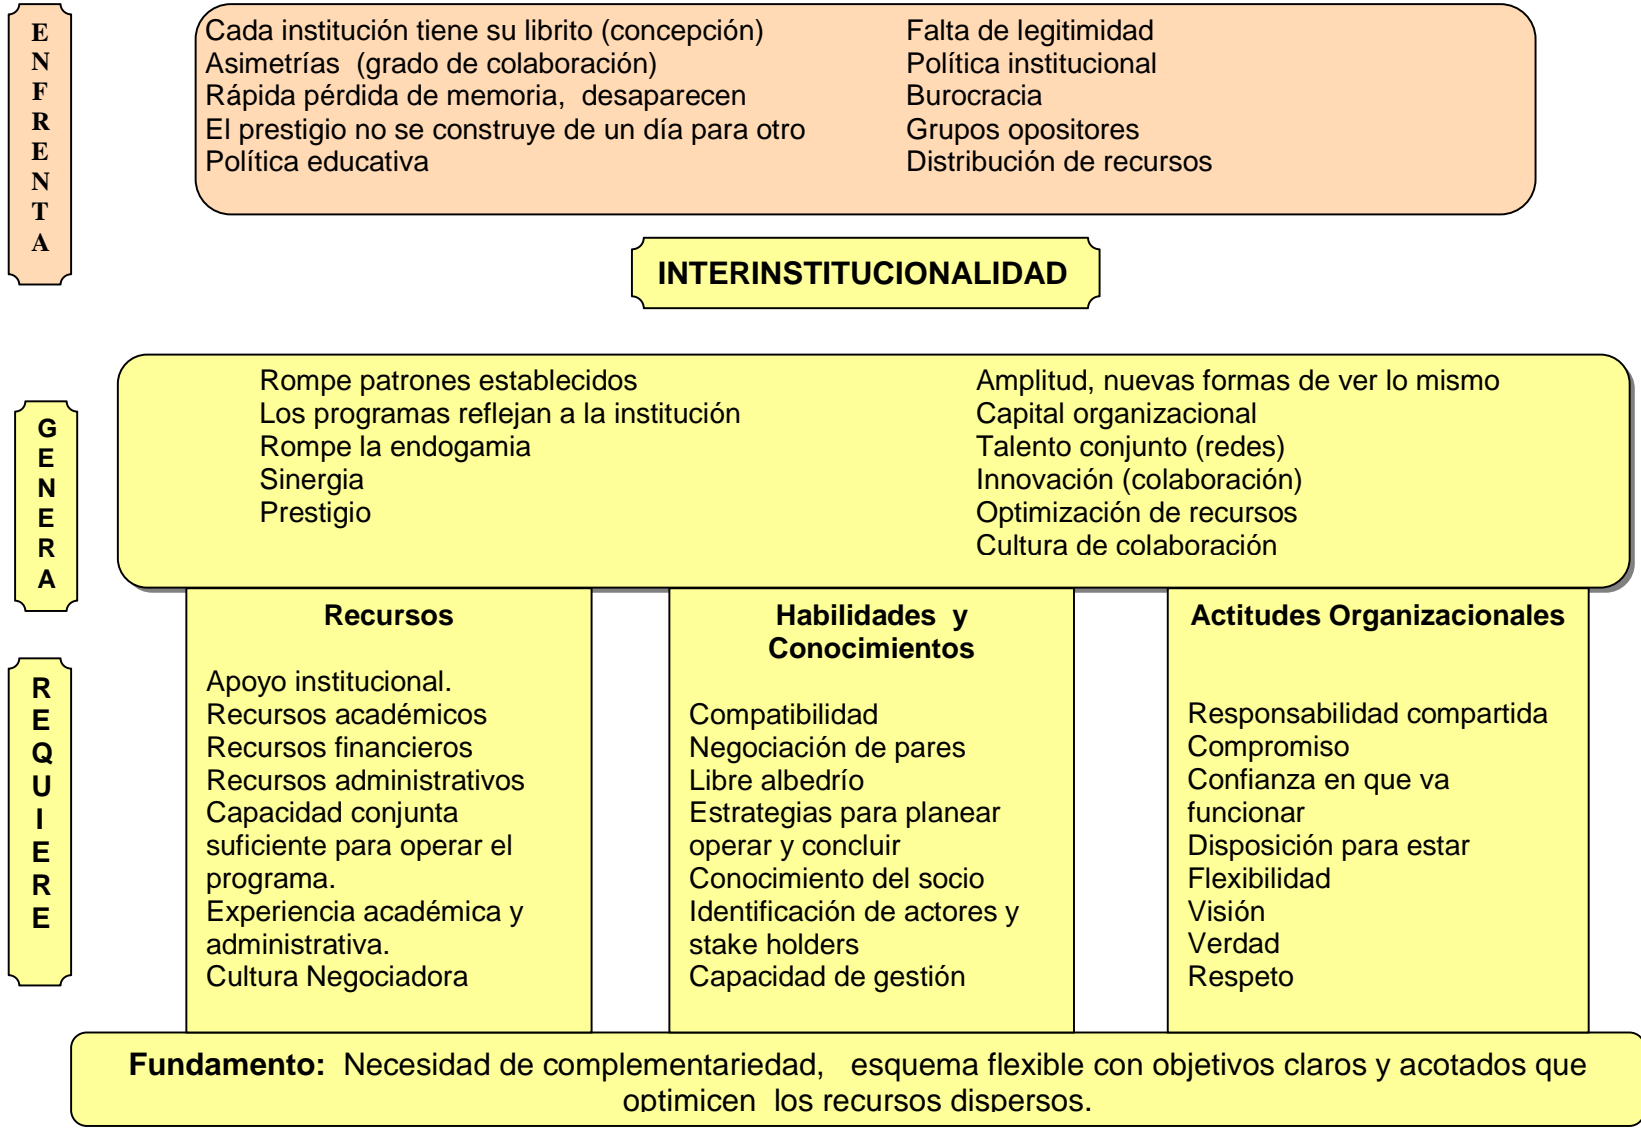 ENFRENTA
Cada institución tiene su librito (concepción)
Asimetrías (grado de colaboración)
Rápida pérdida de memoria, desaparecen
El prestigio no se construye de un día para otro
Política educativa
Falta de legitimidad
Política institucional
Burocracia
Grupos opositores
Distribución de recursos
INTERINSTITUCIONALIDAD
GENERA
Rompe patrones establecidos
Los programas reflejan a la institución
Rompe la endogamia
Sinergia
Prestigio
Amplitud, nuevas formas de ver lo mismo
Capital organizacional
Talento conjunto (redes)
Innovación (colaboración)
Optimización de recursos
Cultura de colaboración
REQUIERE
Recursos
Apoyo institucional.
Recursos académicos
Recursos financieros
Recursos administrativos
Capacidad conjunta
suficiente para operar el
programa.
Experiencia académica y
administrativa.
Cultura Negociadora
Habilidades y
Conocimientos
Compatibilidad
Negociación de pares
Libre albedrío
Estrategias para planear
operar y concluir
Conocimiento del socio
Identificación de actores y
stake holders
Capacidad de gestión
Actitudes Organizacionales
Responsabilidad compartida
Compromiso
Confianza en que va
funcionar
Disposición para estar
Flexibilidad
Visión
Verdad
Respeto
Fundamento: Necesidad de complementariedad, esquema flexible con objetivos claros y acotados que
optimicen los recursos dispersos.